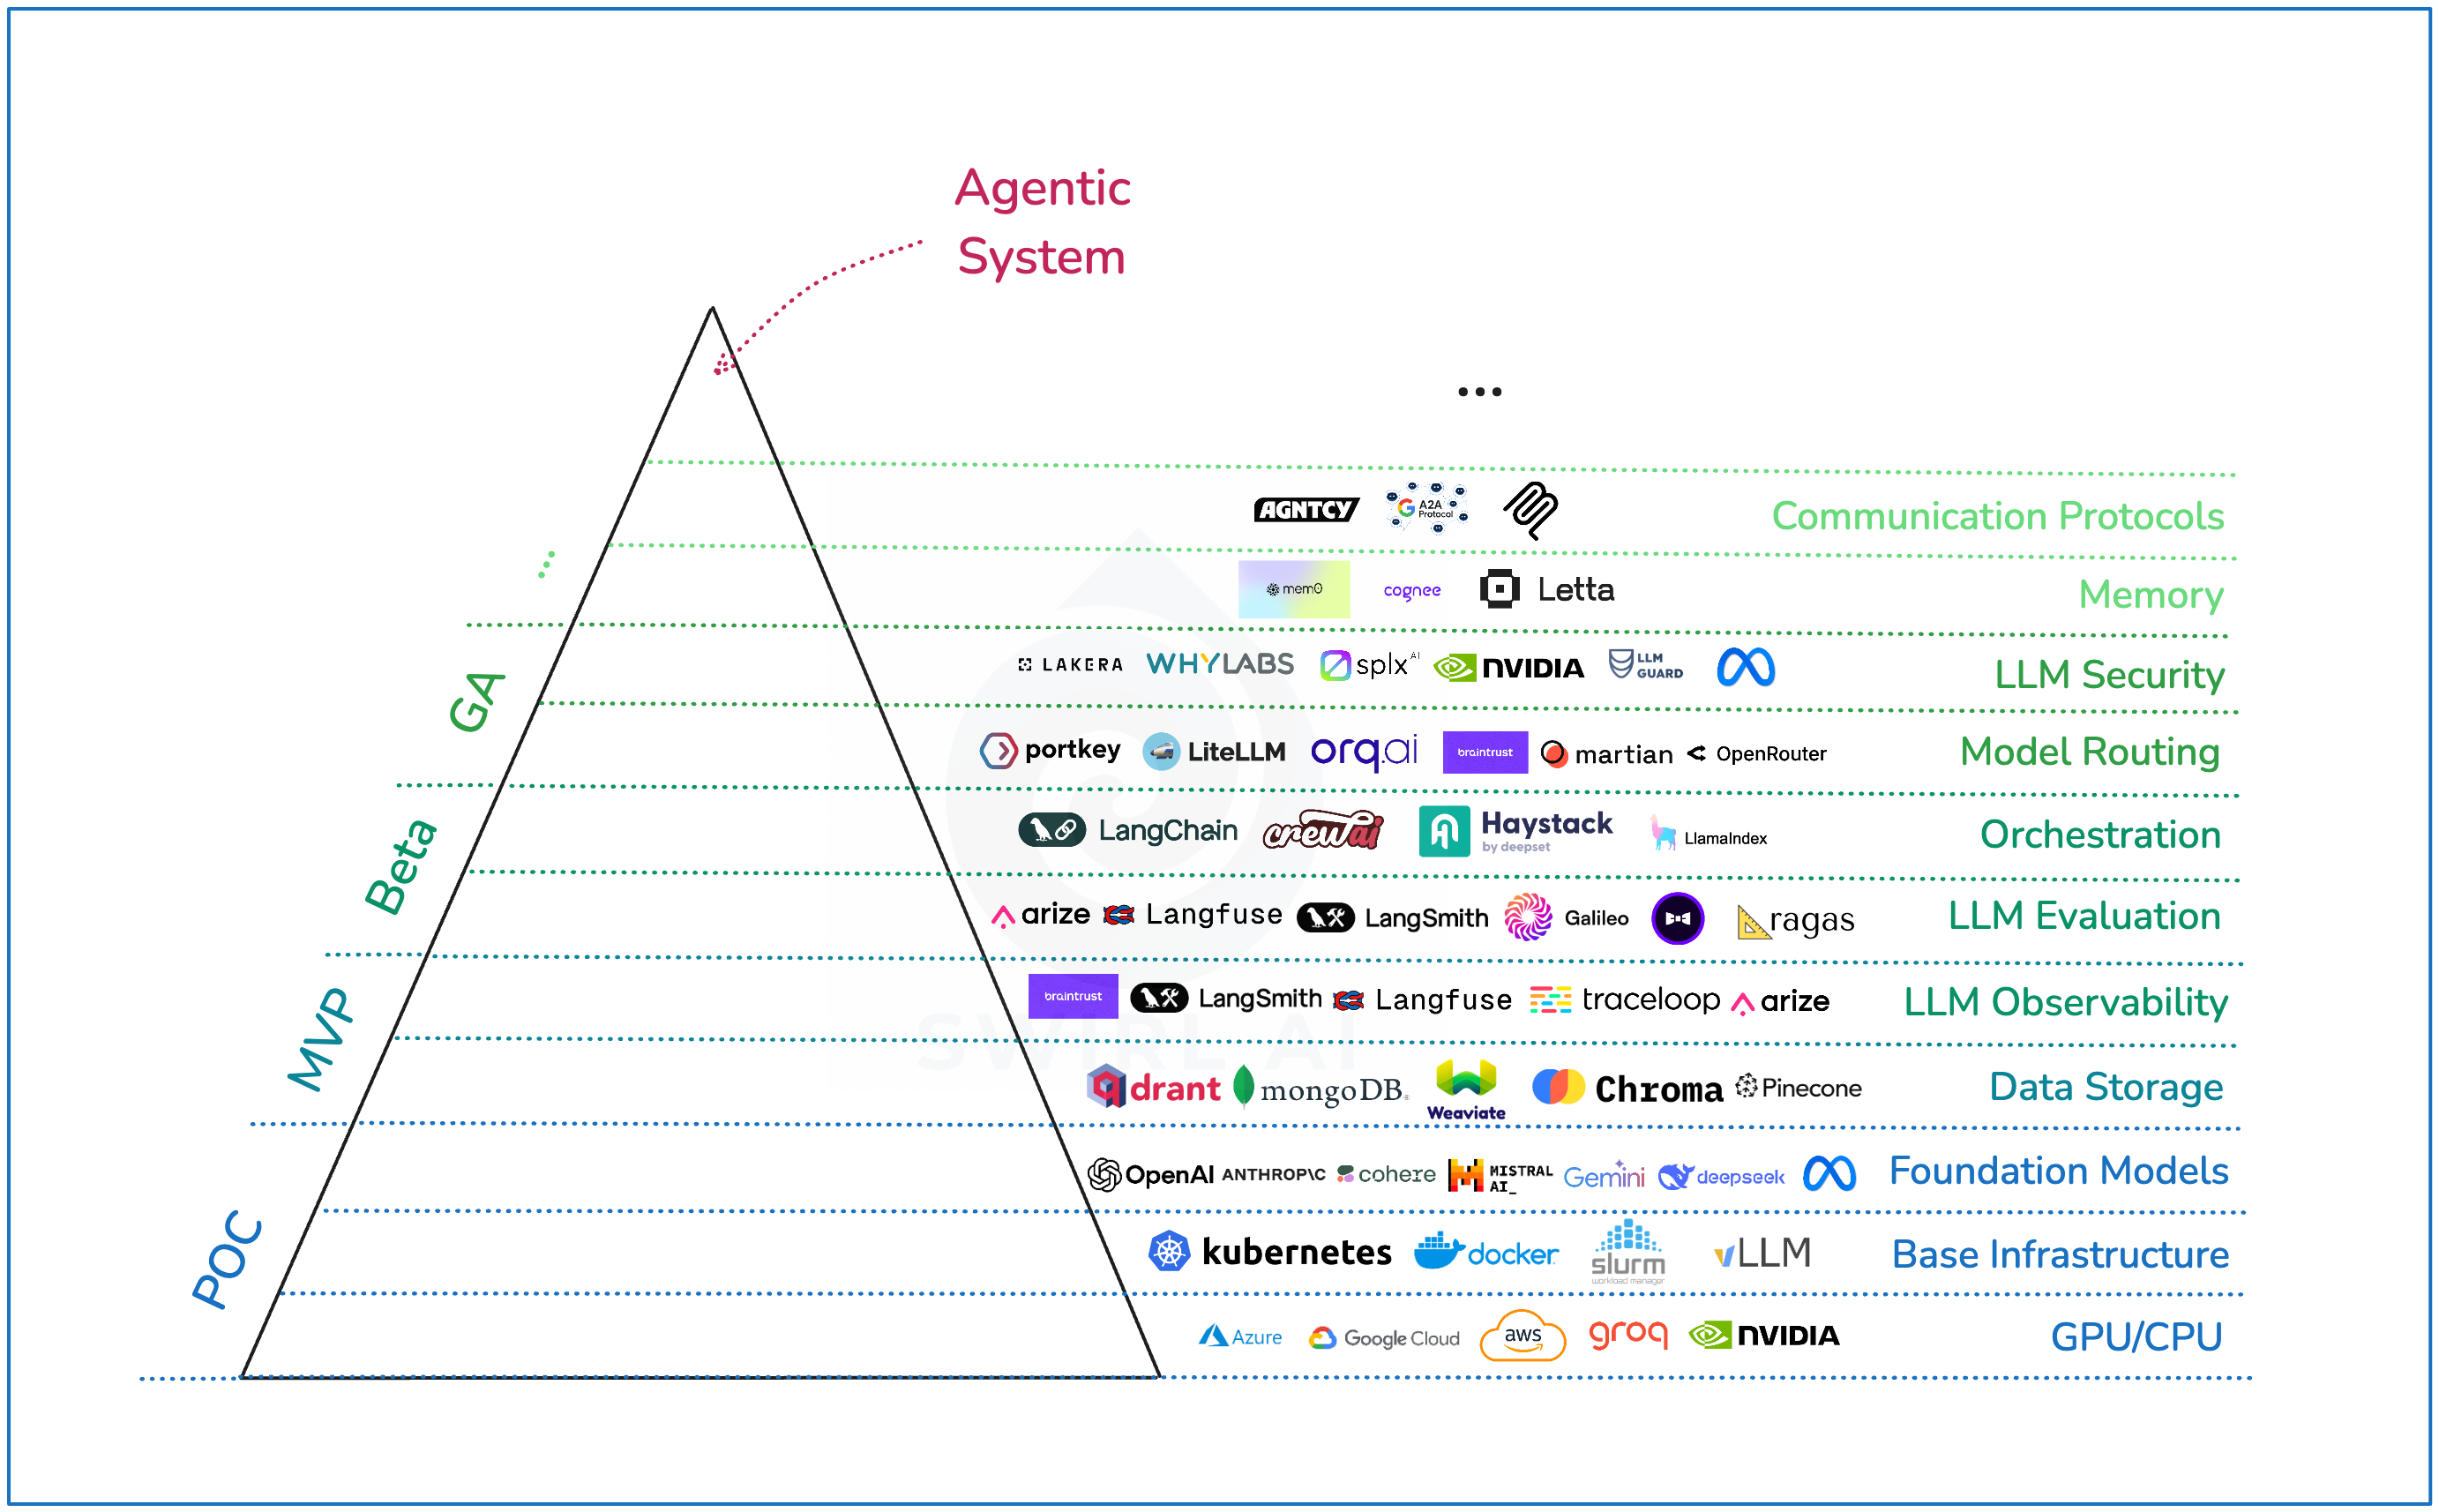 Agentic
System
...
AGNTCY
A2A
Protocol
Communication Protocols
mem0
cognee
Letta
Memory
...
LAKERA
WHYLABS
splx AI
NVIDIA
LLM
GUARD
LLM Security
GA
portkey
LiteLLM
orq.ai
braintrust
martian
OpenRouter
Model Routing
LangChain
crewai
Haystack
by deepset
LlamaIndex
Orchestration
Beta
arize
Langfuse
LangSmith
Galileo
ragas
LLM Evaluation
braintrust
LangSmith
Langfuse
traceloop
arize
LLM Observability
SWIRL AI
MVP
qdrant
mongoDB®
Weaviate
Chroma
Pinecone
Data Storage
OpenAI
ANTHROP\C
cohere
MISTRAL
AI_
Gemini
deepseek
Foundation Models
POC
kubernetes
docker
slurm
workload manager
vLLM
Base Infrastructure
Azure
Google Cloud
aws
groq
NVIDIA
GPU/CPU